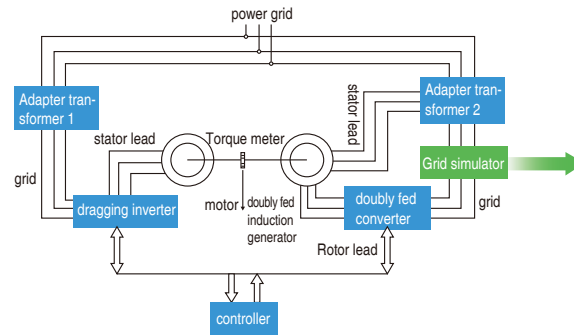 power grid
Adapter tran-
sformer 1
stator lead
Torque meter
stator lead
Adapter tran-
sformer 2
Grid simulator
grid
dragging inverter
motor
doubly fed
induction
generator
doubly fed
converter
grid
Rotor lead
controller